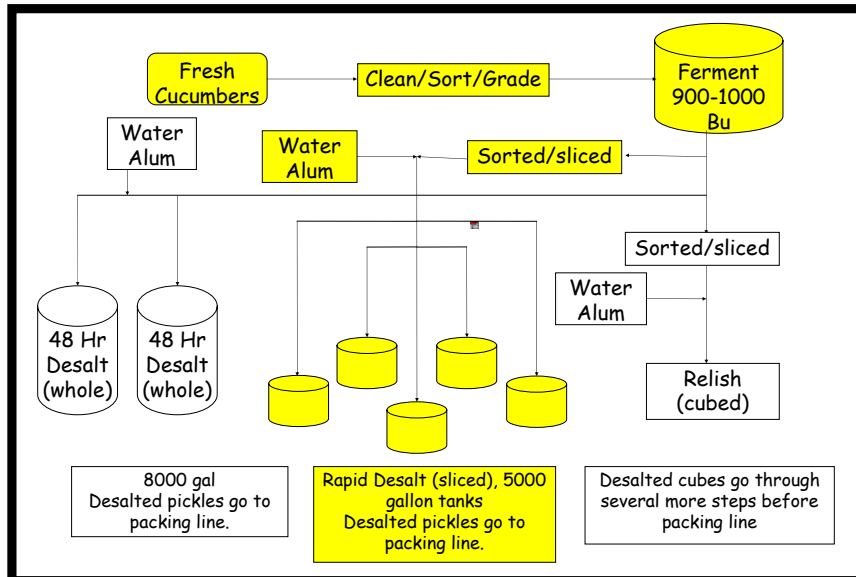 Fresh
Cucumbers
Clean/Sort/Grade
Ferment
900-1000
Bu
Water
Alum
Water
Alum
Sorted/sliced
Sorted/sliced
Water
Alum
48 Hr
Desalt
(whole)
48 Hr
Desalt
(whole)
Relish
(cubed)
8000 gal
Desalted pickles go to
packing line.
Rapid Desalt (sliced), 5000
gallon tanks
Desalted pickles go to
packing line.
Desalted cubes go through
several more steps before
packing line